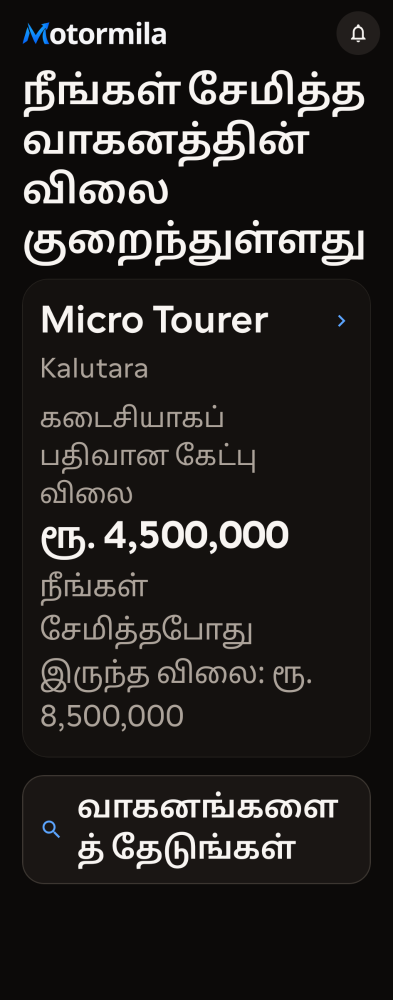 Motormila
நீங்கள் சேமித்த
வாகனத்தின்
விலை
குறைந்துள்ளது
Micro Tourer
Kalutara
கடைசியாகப்
பதிவான கேட்பு
விலை
ரூ. 4,500,000
நீங்கள்
சேமித்தபோது
இருந்த விலை: ரூ.
8,500,000
வாகனங்களை
த் தேடுங்கள்